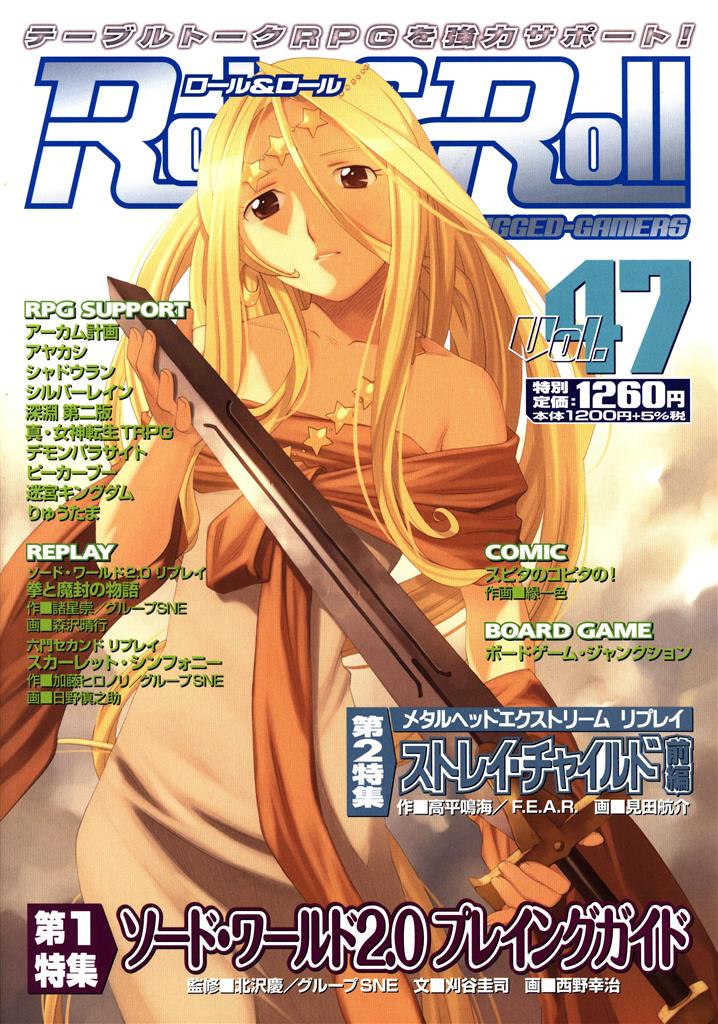 テーブルトークRPGを強力サポート!
ロール&ロール
Role&Roll
GGED-GAMERS
Vol.47
特別定価:1260円
本体1200円+5%税
RPG SUPPORT
アーカム計画
アヤカシ
シャドウラン
シルバーレイン
深淵 第二版
真・女神転生TRPG
デモンパラサイト
ピーカーブー
迷宮キングダム
りゅうたま
REPLAY
ソード・ワールド2.0 リプレイ
拳と魔封の物語
作■諸星崇/グループSNE
画■森沢晴行
六門セカンド リプレイ
スカーレット・シンフォニー
作■加藤ヒロノリ/グループSNE
画■日野慎之助
COMIC
スピタのコピタの!
作画■緑一色
BOARD GAME
ボードゲーム・ジャンクション
第2特集
メタルヘッドエクストリーム リプレイ
ストレイ・チャイルド 前編
作■高平鳴海/F.E.A.R. 画■見田航介
第1特集
ソード・ワールド2.0 プレイングガイド
監修■北沢慶/グループSNE 文■刈谷圭司 画■西野幸治